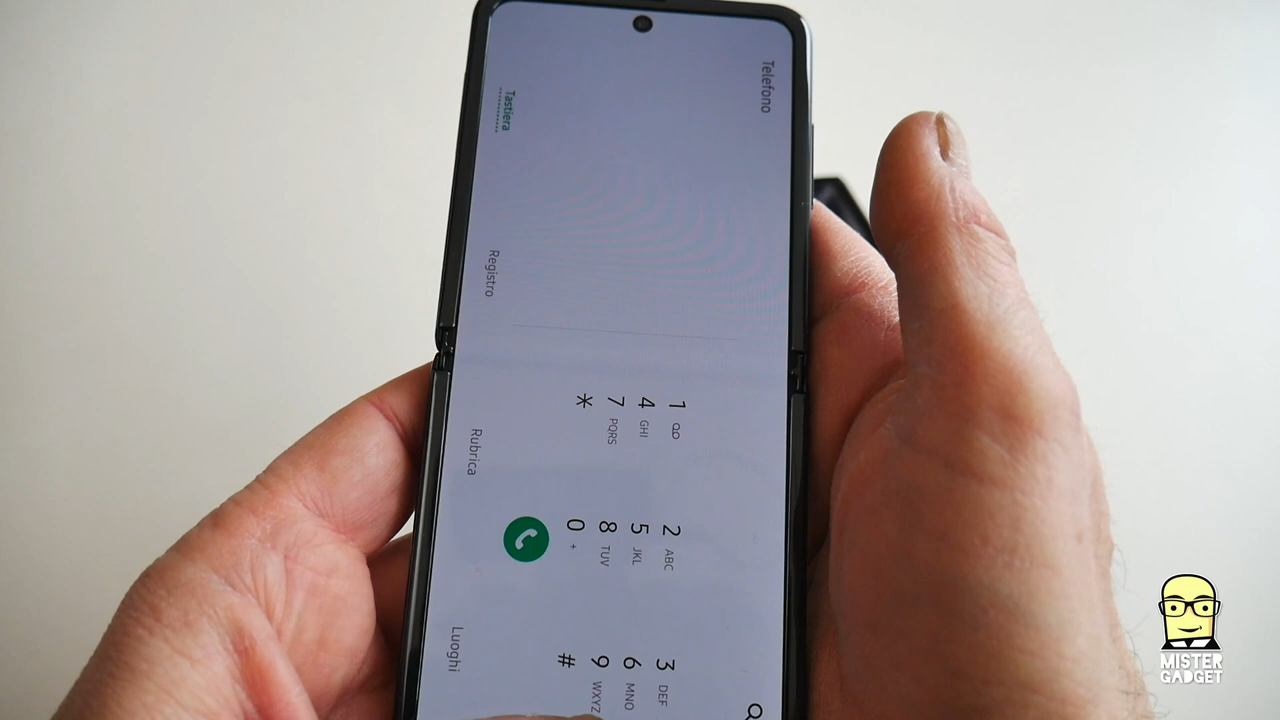 Telefono
1
2 ABC
3 DEF
4 GHI
5 JKL
6 MNO
7 PQRS
8 TUV
9 WXYZ
*
0 +
#
Tastiera
Registro
Rubrica
Luoghi
MISTER
GADGET